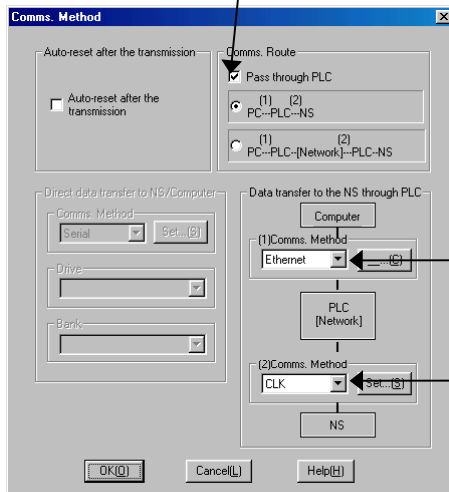 Comms. Method
Auto-reset after the transmission
Auto-reset after the
transmission
Comms. Route
Pass through PLC
(1) (2)
PC---PLC---NS
(1) (2)
PC---PLC--[Network]---PLC--NS
Direct data transfer to NS/Computer
Comms. Method
Serial
Set...(S)
Drive
Bank
Data transfer to the NS through PLC
Computer
(1)Comms. Method
Ethernet
...(C)
PLC
[Network]
(2)Comms. Method
CLK
Set...(S)
NS
OK(O)
Cancel(L)
Help(H)